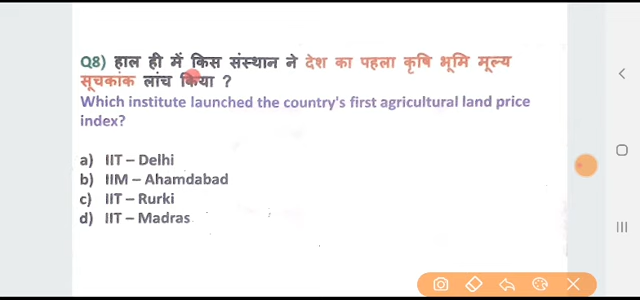 Q8) हाल ही में किस संस्थान ने देश का पहला कृषि भूमि मूल्य
सूचकांक लांच किया ?
Which institute launched the country's first agricultural land price
index?
a) IIT – Delhi
b) IIM – Ahamdabad
c) IIT – Rurki
d) IIT – Madras